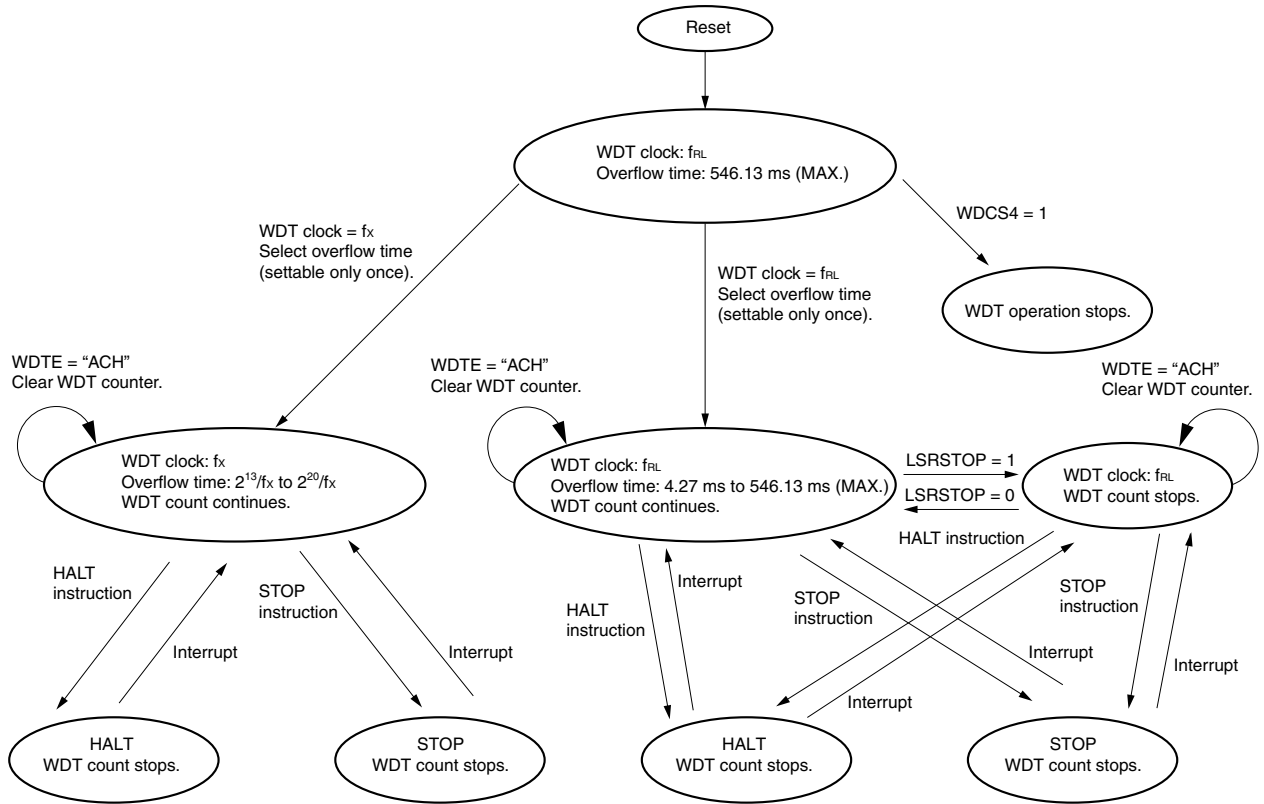 Reset
WDT clock: fRL
Overflow time: 546.13 ms (MAX.)
WDCS4 = 1
WDT clock = fX
Select overflow time
(settable only once).
WDT clock = fRL
Select overflow time
(settable only once).
WDT operation stops.
WDTE = “ACH”
Clear WDT counter.
WDTE = “ACH”
Clear WDT counter.
WDTE = “ACH”
Clear WDT counter.
WDT clock: fX
Overflow time: 2^13/fX to 2^20/fX
WDT count continues.
WDT clock: fRL
Overflow time: 4.27 ms to 546.13 ms (MAX.)
WDT count continues.
LSRSTOP = 1
LSRSTOP = 0
WDT clock: fRL
WDT count stops.
HALT instruction
HALT
instruction
STOP
instruction
Interrupt
Interrupt
Interrupt
HALT
instruction
STOP
instruction
STOP
instruction
Interrupt
Interrupt
Interrupt
HALT
WDT count stops.
STOP
WDT count stops.
HALT
WDT count stops.
STOP
WDT count stops.